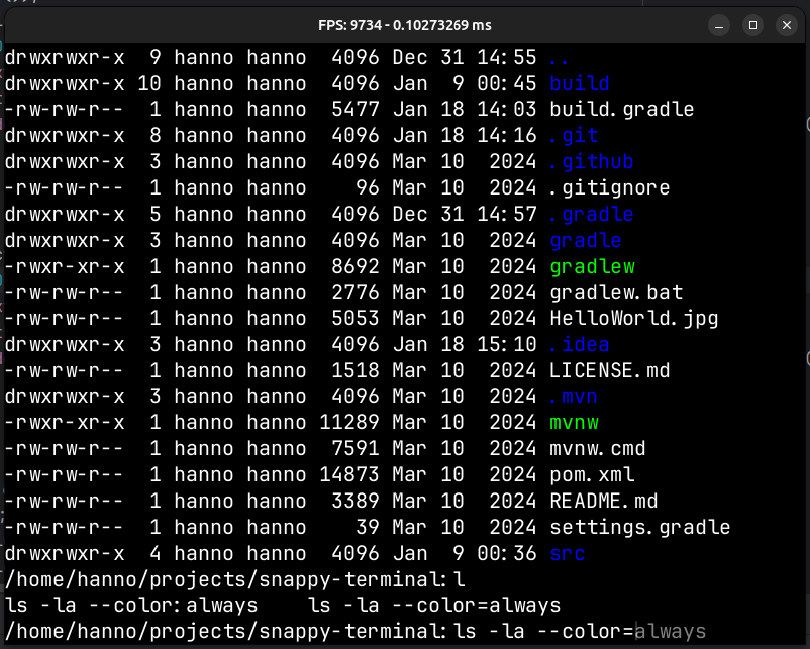 FPS: 9734 - 0.10273269 ms
drwxrwxr-x  9 hanno hanno  4096 Dec 31 14:55 ..
drwxrwxr-x 10 hanno hanno  4096 Jan  9 00:45 build
-rw-rw-r--  1 hanno hanno  5477 Jan 18 14:03 build.gradle
drwxrwxr-x  8 hanno hanno  4096 Jan 18 14:16 .git
drwxrwxr-x  3 hanno hanno  4096 Mar 10  2024 .github
-rw-rw-r--  1 hanno hanno    96 Mar 10  2024 .gitignore
drwxrwxr-x  5 hanno hanno  4096 Dec 31 14:57 .gradle
drwxrwxr-x  3 hanno hanno  4096 Mar 10  2024 gradle
-rwxr-xr-x  1 hanno hanno  8692 Mar 10  2024 gradlew
-rw-rw-r--  1 hanno hanno  2776 Mar 10  2024 gradlew.bat
-rw-rw-r--  1 hanno hanno  5053 Mar 10  2024 HelloWorld.jpg
drwxrwxr-x  3 hanno hanno  4096 Jan 18 15:10 .idea
-rw-rw-r--  1 hanno hanno  1518 Mar 10  2024 LICENSE.md
drwxrwxr-x  3 hanno hanno  4096 Mar 10  2024 .mvn
-rwxr-xr-x  1 hanno hanno 11289 Mar 10  2024 mvnw
-rw-rw-r--  1 hanno hanno  7591 Mar 10  2024 mvnw.cmd
-rw-rw-r--  1 hanno hanno 14873 Mar 10  2024 pom.xml
-rw-rw-r--  1 hanno hanno  3389 Mar 10  2024 README.md
-rw-rw-r--  1 hanno hanno    39 Mar 10  2024 settings.gradle
drwxrwxr-x  4 hanno hanno  4096 Jan  9 00:36 src
/home/hanno/projects/snappy-terminal:l
ls -la --color:always    ls -la --color=always
/home/hanno/projects/snappy-terminal:ls -la --color=always